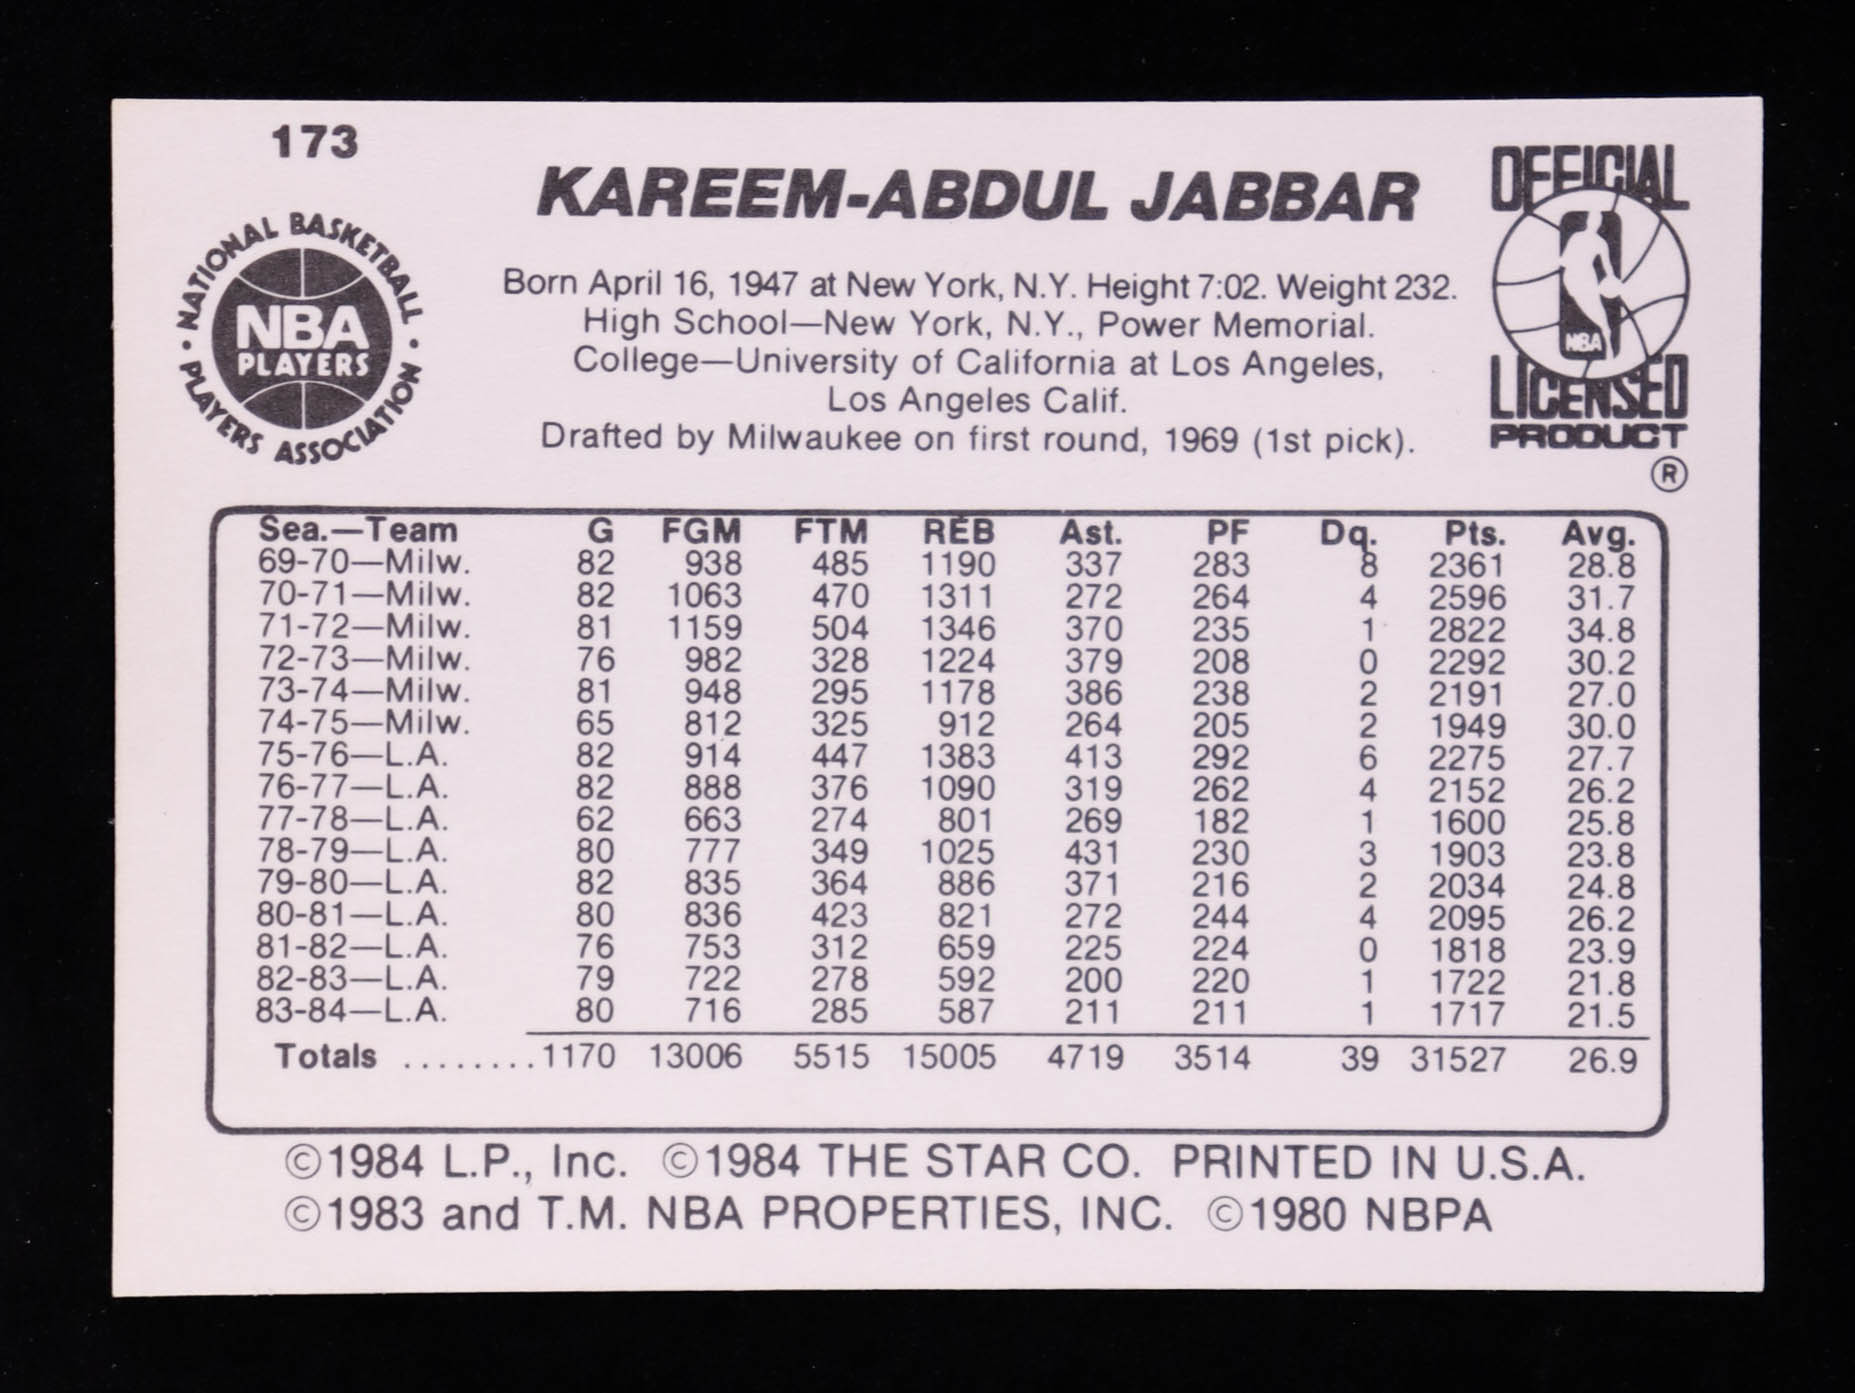 173
KAREEM-ABDUL JABBAR
NATIONAL BASKETBALL
NBA
PLAYERS
PLAYERS ASSOCIATION
OFFICIAL
NBA
LICENSED
PRODUCT
®
Born April 16, 1947 at New York, N.Y. Height 7:02. Weight 232.
High School—New York, N.Y., Power Memorial.
College—University of California at Los Angeles,
Los Angeles Calif.
Drafted by Milwaukee on first round, 1969 (1st pick).
Sea.—Team G FGM FTM REB Ast. PF Dq. Pts. Avg.
69-70—Milw. 82 938 485 1190 337 283 8 2361 28.8
70-71—Milw. 82 1063 470 1311 272 264 4 2596 31.7
71-72—Milw. 81 1159 504 1346 370 235 1 2822 34.8
72-73—Milw. 76 982 328 1224 379 208 0 2292 30.2
73-74—Milw. 81 948 295 1178 386 238 2 2191 27.0
74-75—Milw. 65 812 325 912 264 205 2 1949 30.0
75-76—L.A. 82 914 447 1383 413 292 6 2275 27.7
76-77—L.A. 82 888 376 1090 319 262 4 2152 26.2
77-78—L.A. 62 663 274 801 269 182 1 1600 25.8
78-79—L.A. 80 777 349 1025 431 230 3 1903 23.8
79-80—L.A. 82 835 364 886 371 216 2 2034 24.8
80-81—L.A. 80 836 423 821 272 244 4 2095 26.2
81-82—L.A. 76 753 312 659 225 224 0 1818 23.9
82-83—L.A. 79 722 278 592 200 220 1 1722 21.8
83-84—L.A. 80 716 285 587 211 211 1 1717 21.5
Totals ........1170 13006 5515 15005 4719 3514 39 31527 26.9
©1984 L.P., Inc. ©1984 THE STAR CO. PRINTED IN U.S.A.
©1983 and T.M. NBA PROPERTIES, INC. ©1980 NBPA